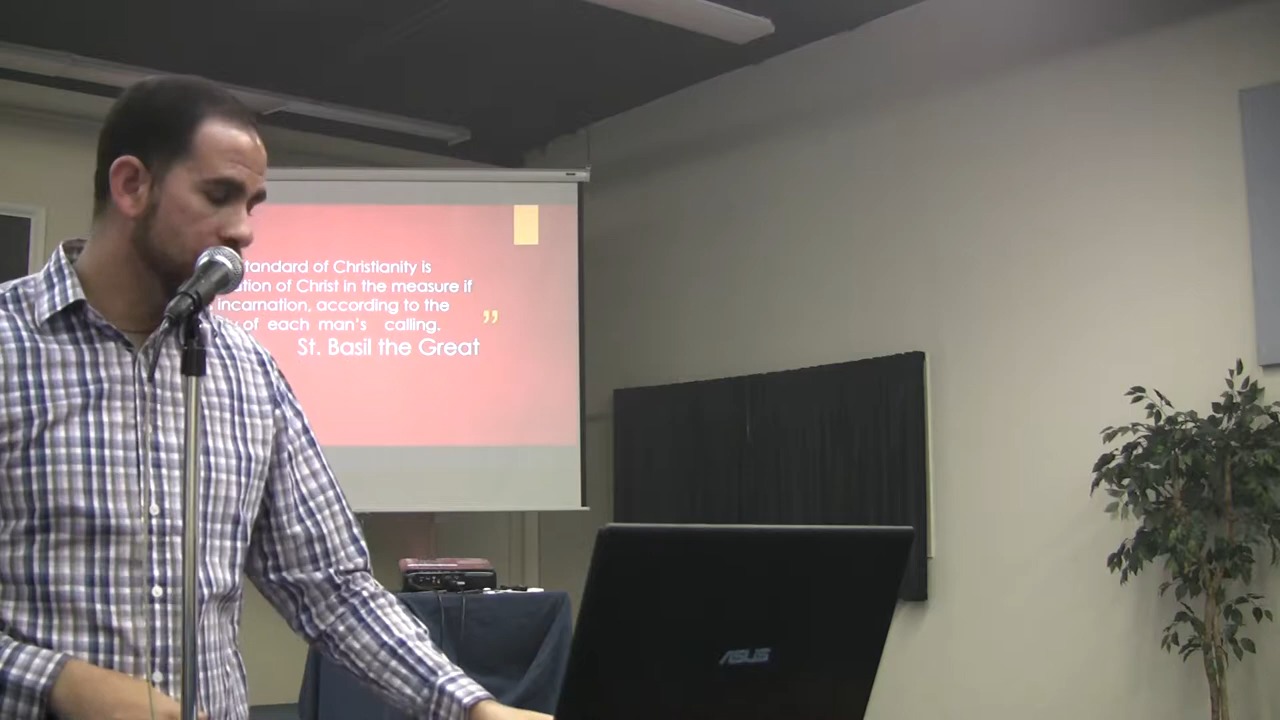 tandard of Christianity is
ation of Christ in the measure if
incarnation, according to the
of each man's calling.
”
St. Basil the Great
ASUS